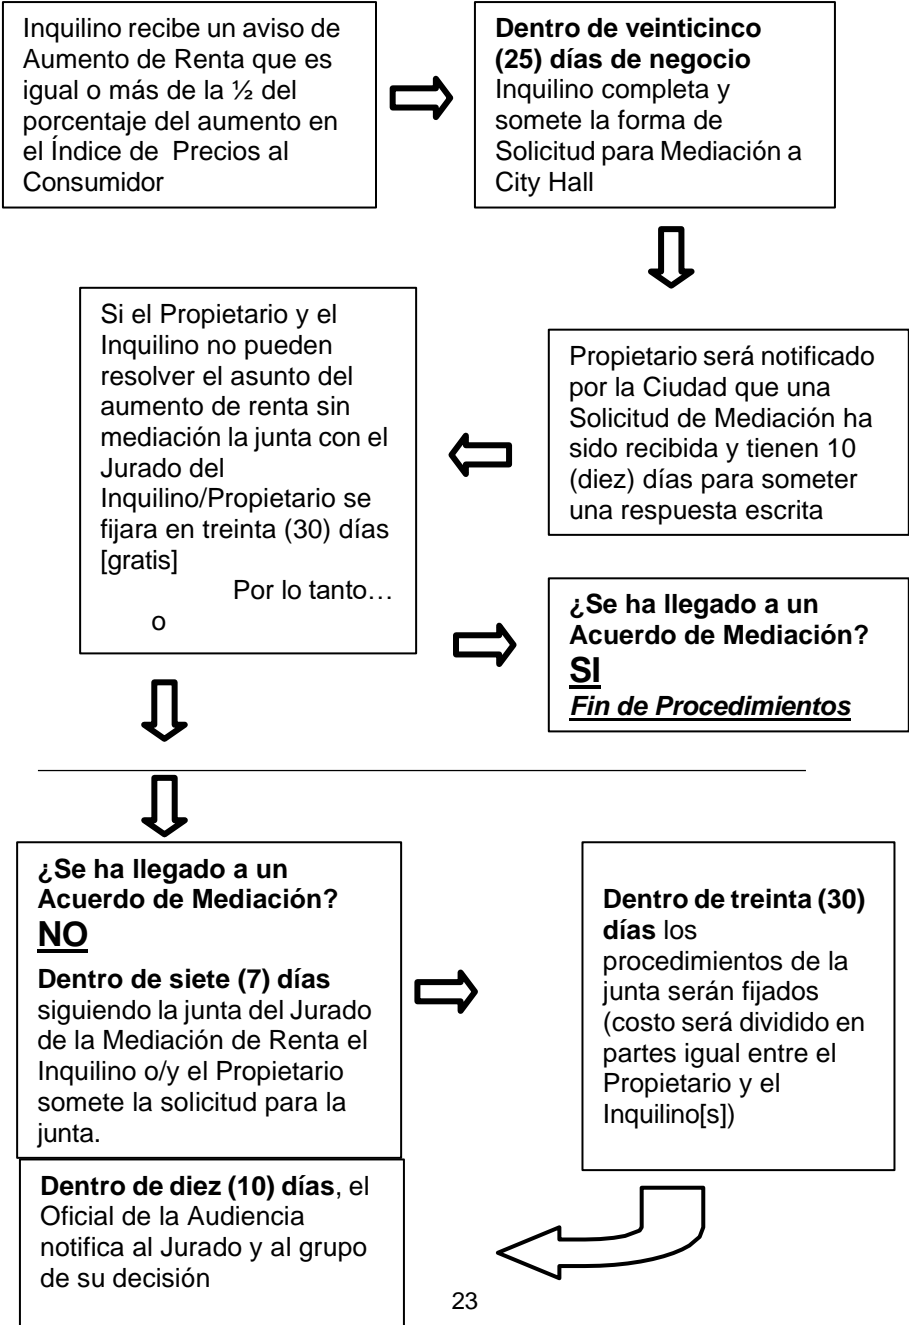 Inquilino recibe un aviso de
Aumento de Renta que es
igual o más de la ½ del
porcentaje del aumento en
el Índice de Precios al
Consumidor
Dentro de veinticinco
(25) días de negocio
Inquilino completa y
somete la forma de
Solicitud para Mediación a
City Hall
Propietario será notificado
por la Ciudad que una
Solicitud de Mediación ha
sido recibida y tienen 10
(diez) días para someter
una respuesta escrita
Si el Propietario y el
Inquilino no pueden
resolver el asunto del
aumento de renta sin
mediación la junta con el
Jurado del
Inquilino/Propietario se
fijara en treinta (30) días
[gratis]
Por lo tanto…
o
¿Se ha llegado a un
Acuerdo de Mediación?
SI
Fin de Procedimientos
¿Se ha llegado a un
Acuerdo de Mediación?
NO
Dentro de siete (7) días
siguiendo la junta del Jurado
de la Mediación de Renta el
Inquilino o/y el Propietario
somete la solicitud para la
junta.
Dentro de treinta (30)
días los
procedimientos de la
junta serán fijados
(costo será dividido en
partes igual entre el
Propietario y el
Inquilino[s])
Dentro de diez (10) días, el
Oficial de la Audiencia
notifica al Jurado y al grupo
de su decisión
23